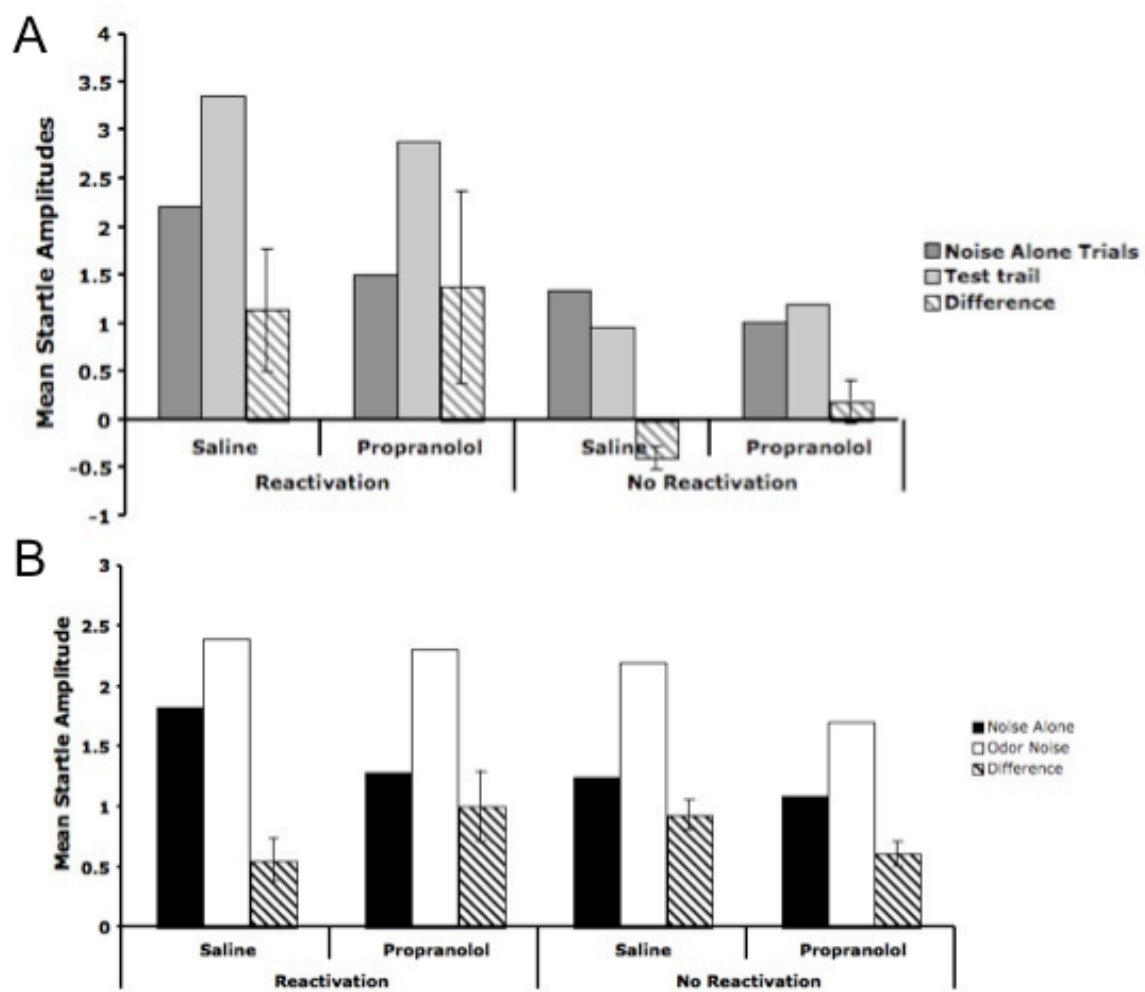 A
4
3.5
3
2.5
2
1.5
1
0.5
0
-0.5
-1
Mean Startle Amplitudes
Saline Propranolol Saline Propranolol
Reactivation No Reactivation
Noise Alone Trials
Test trail
Difference
B
3
2.5
2
1.5
1
0.5
0
Mean Startle Amplitude
Saline Propranolol Saline Propranolol
Reactivation No Reactivation
Noise Alone
Odor Noise
Difference